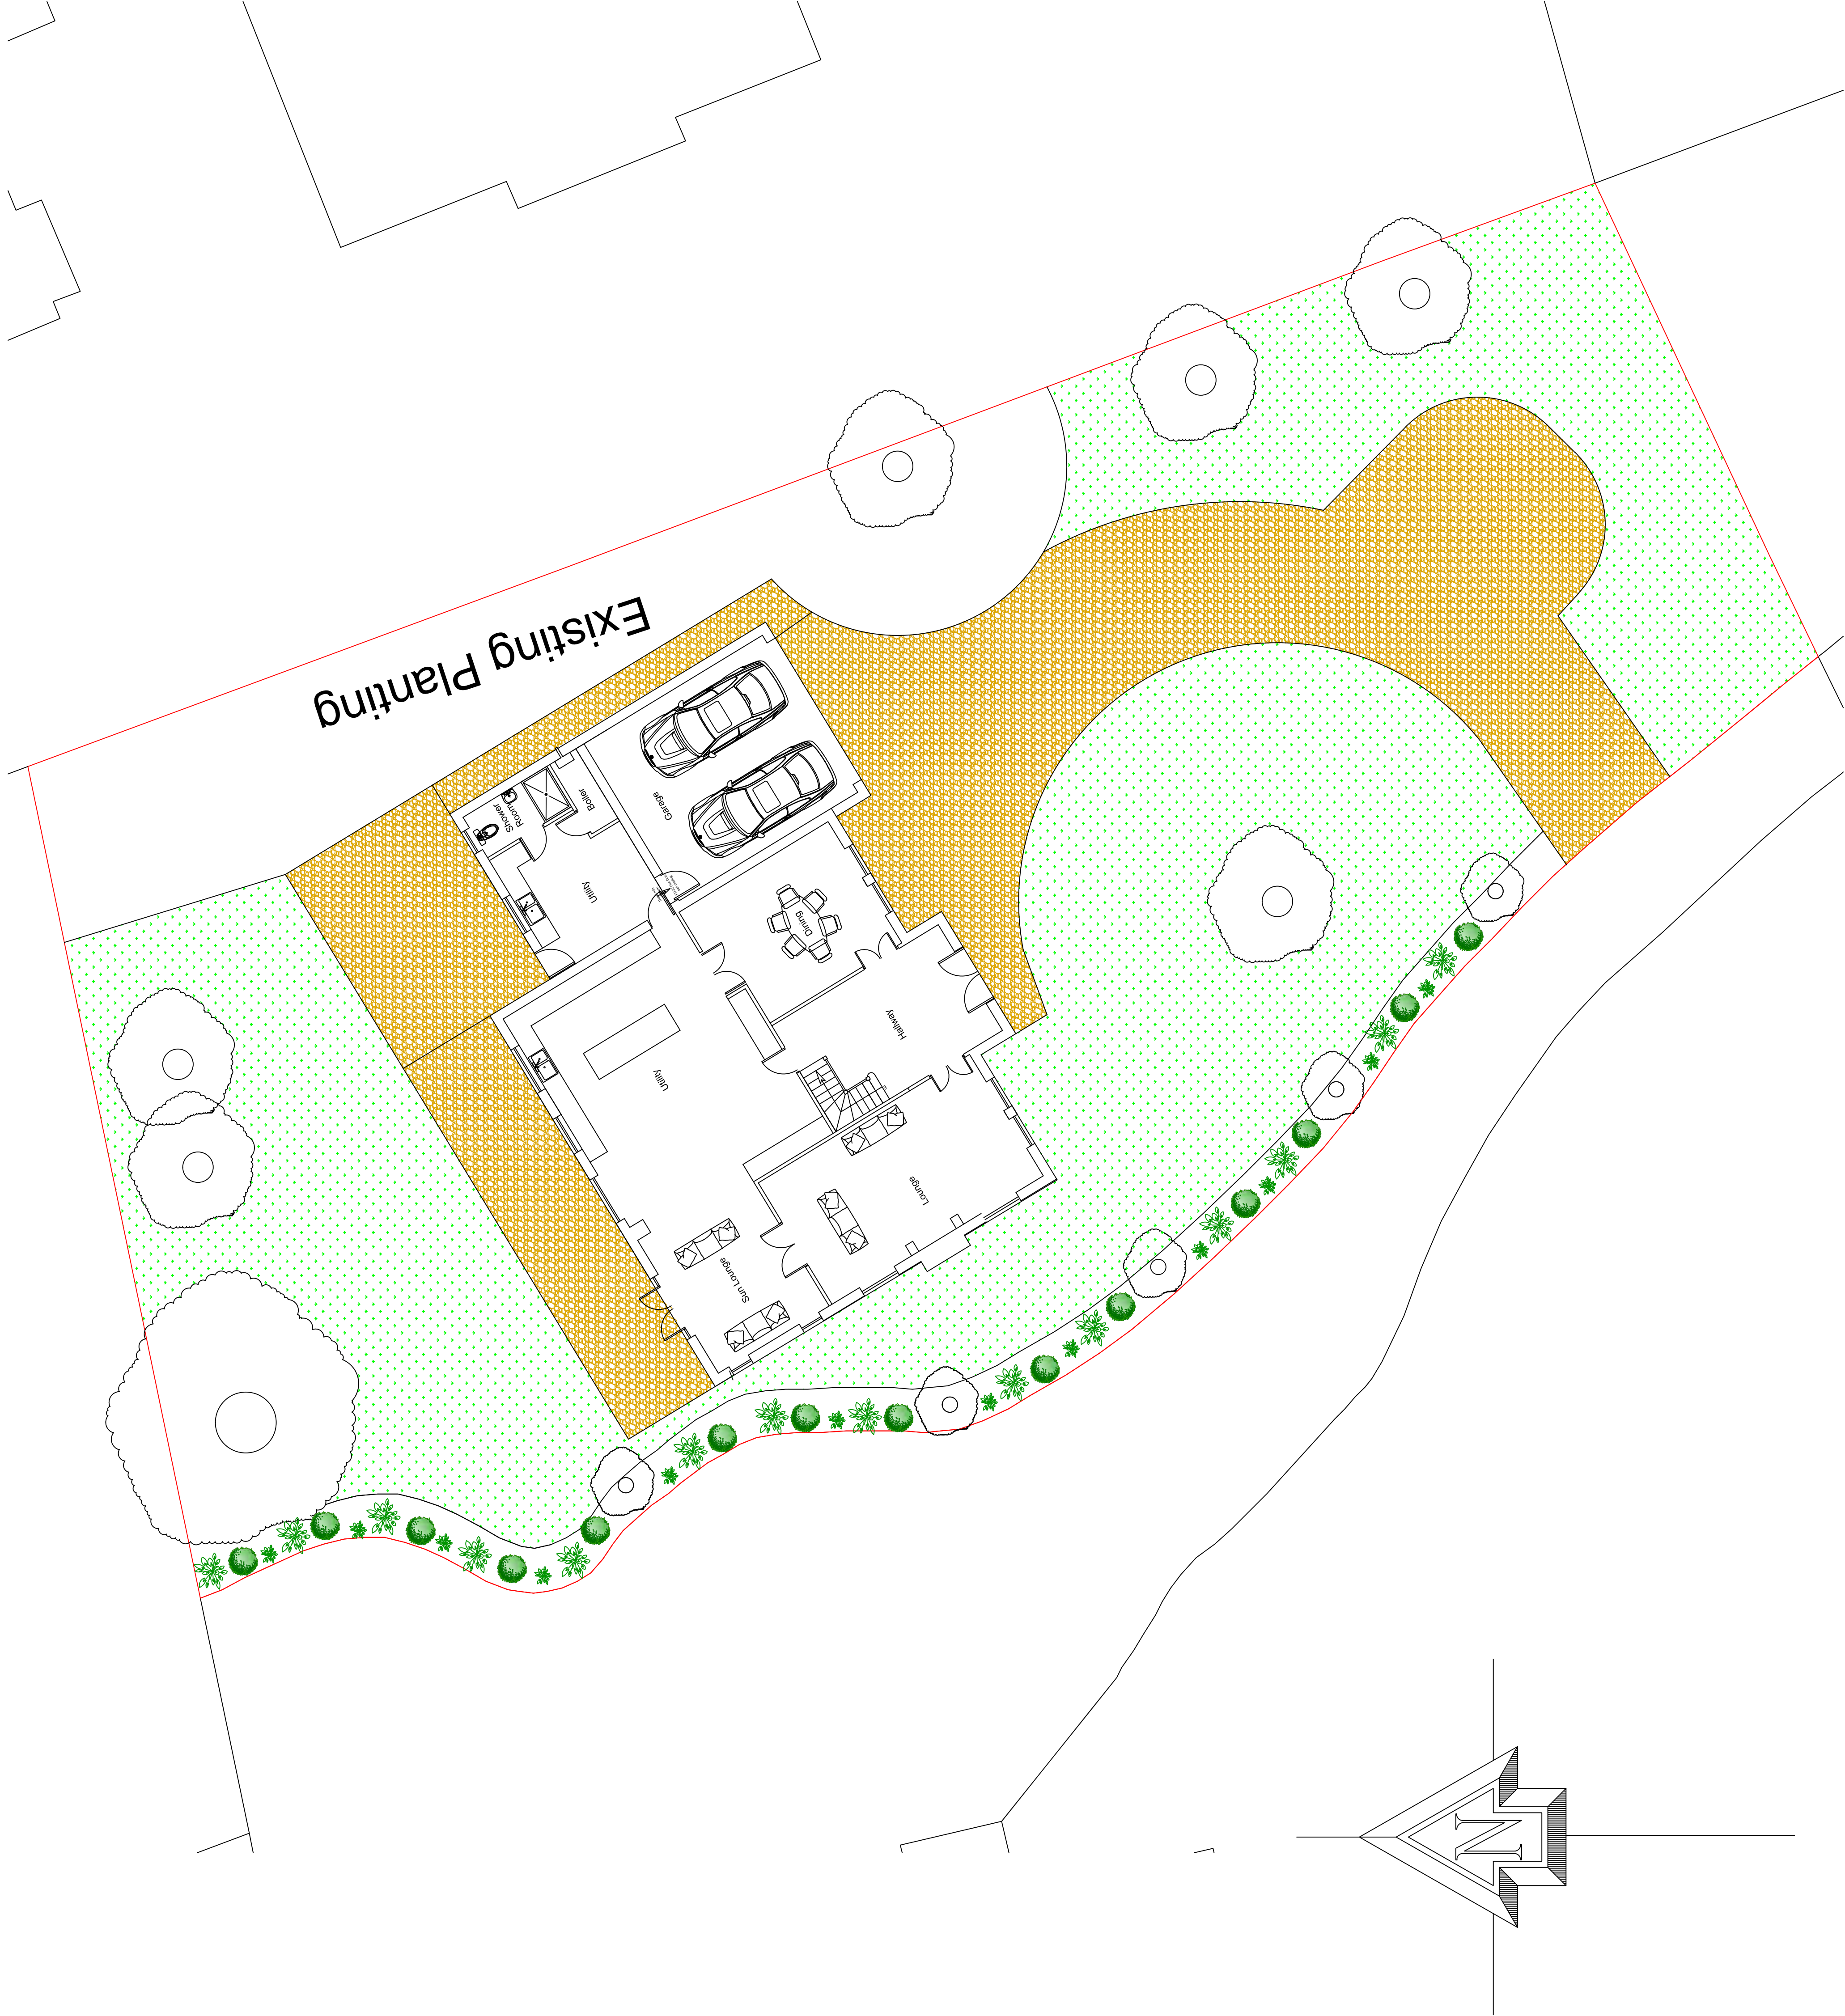 Existing Planting
Shower
Room
Boiler
Garage
Utility
Dining
Hallway
Utility
Lounge
Sun Lounge
N